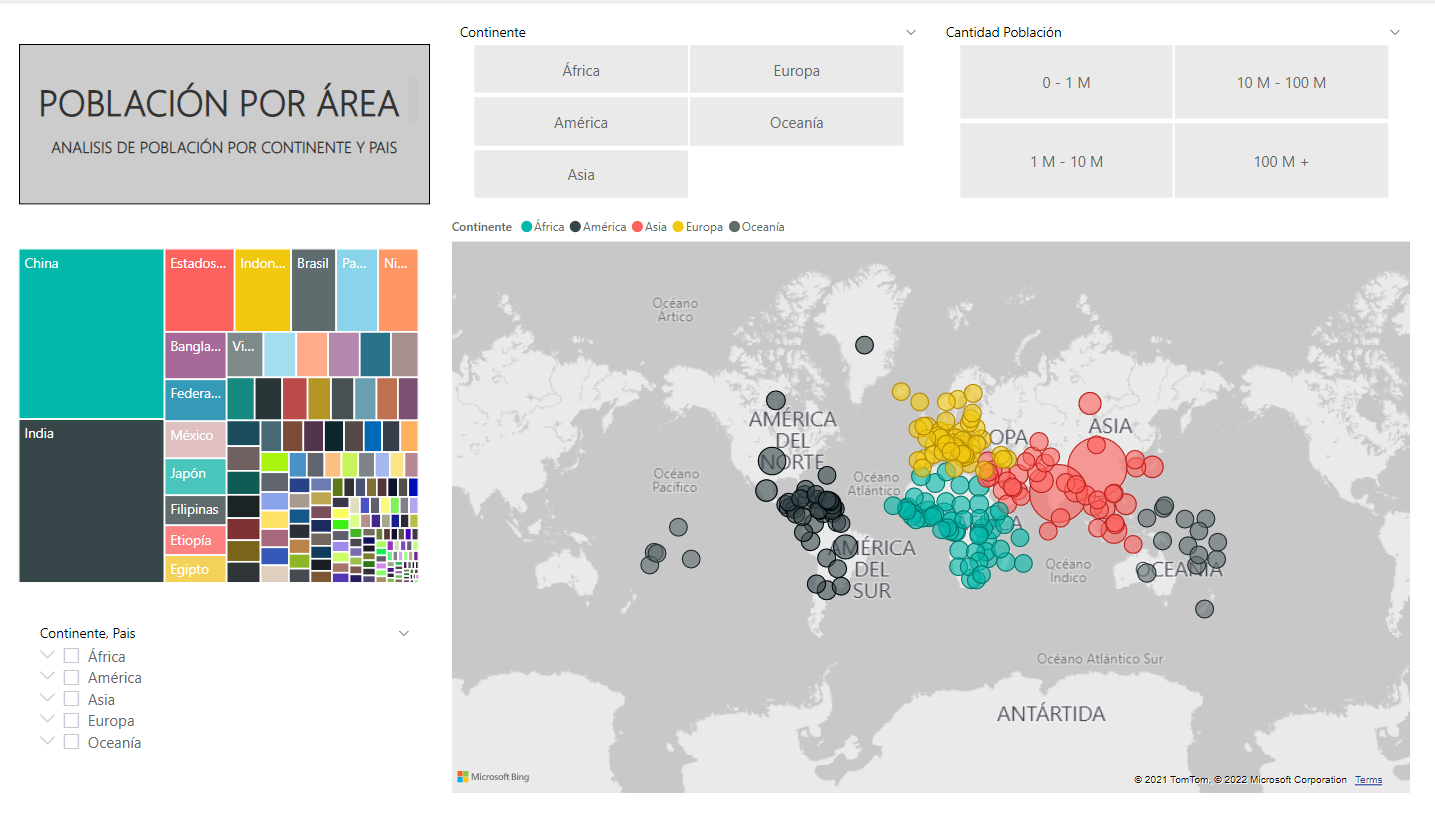 POBLACIÓN POR ÁREA
ANALISIS DE POBLACIÓN POR CONTINENTE Y PAIS
Continente
África
Europa
América
Oceanía
Asia
Cantidad Población
0 - 1 M
10 M - 100 M
1 M - 10 M
100 M +
China
Estados...
Indon...
Brasil
Pa...
Ni...
Bangla...
Vi...
Federa...
India
México
Japón
Filipinas
Etiopía
Egipto
Continente, Pais
África
América
Asia
Europa
Oceanía
Continente África América Asia Europa Oceanía
Océano
Ártico
AMÉRICA
DEL
NORTE
OPA
ASIA
Océano
Pacífico
Océano
Atlántico
AMÉRICA
DEL
SUR
Océano
Índico
OCEANÍA
Océano Atlántico Sur
ANTÁRTIDA
Microsoft Bing
© 2021 TomTom, © 2022 Microsoft Corporation Terms